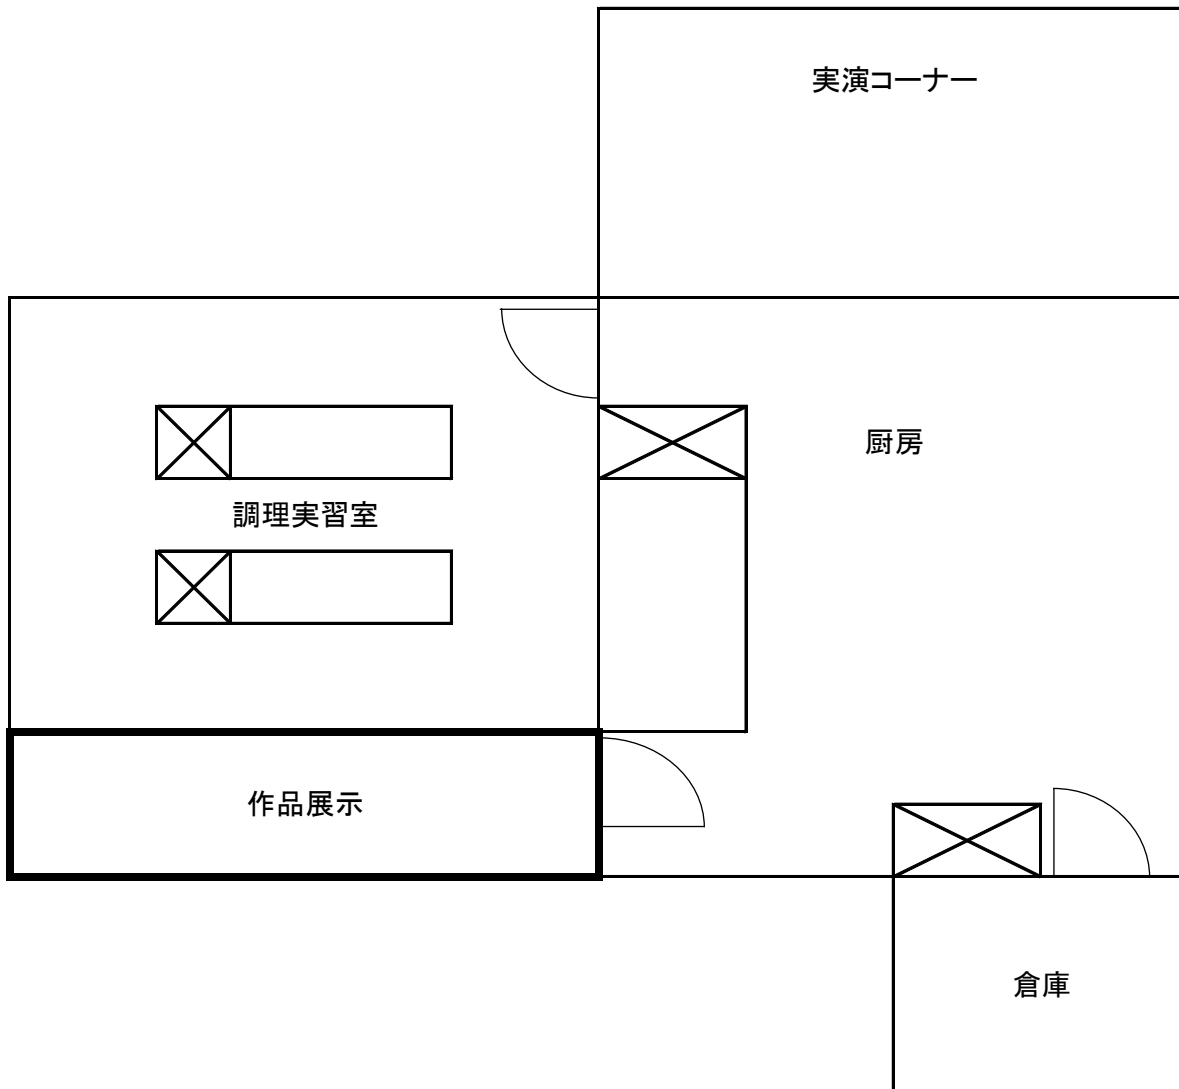 実演コーナー
厨房
調理実習室
作品展示
倉庫